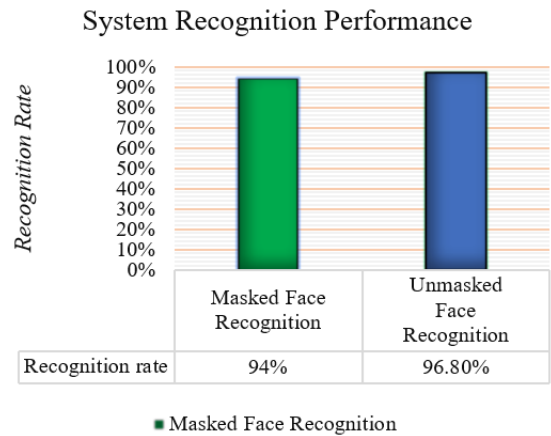 System Recognition Performance
Recognition Rate
100%
90%
80%
70%
60%
50%
40%
30%
20%
10%
0%
Masked Face
Recognition
Unmasked
Face
Recognition
Recognition rate 94% 96.80%
Masked Face Recognition